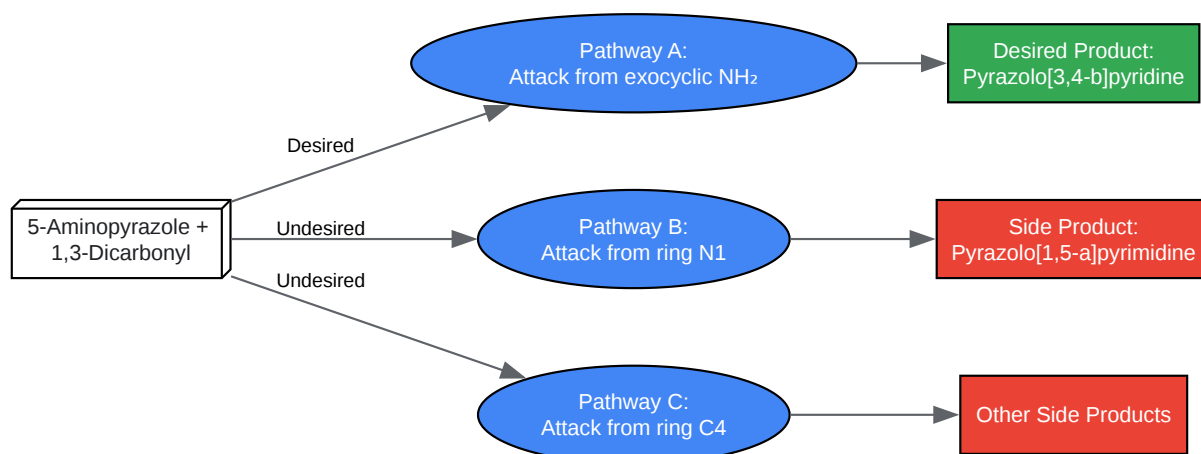 Pathway A:
Attack from exocyclic NH₂
Desired Product:
Pyrazolo[3,4-b]pyridine
Desired
5-Aminopyrazole +
1,3-Dicarbonyl
Undesired
Pathway B:
Attack from ring N1
Side Product:
Pyrazolo[1,5-a]pyrimidine
Undesired
Pathway C:
Attack from ring C4
Other Side Products